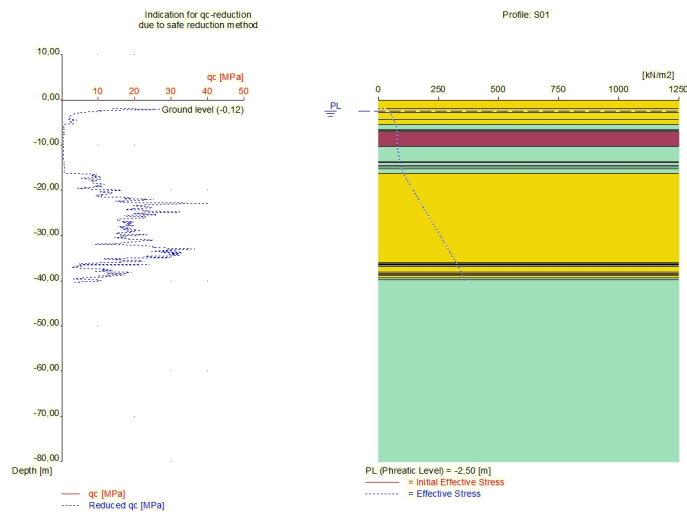 Indication for qc-reduction
due to safe reduction method
10,00
qc [MPa]
0,00
10
20
30
40
50
Ground level (-0,12)
-10,00
-20,00
-30,00
-40,00
-50,00
-60,00
-70,00
-80,00
Depth [m]
qc [MPa]
Reduced qc [MPa]
Profile: S01
[kN/m2]
0
250
500
750
1000
1250
PL
PL (Phreatic Level) = -2,50 [m]
= Initial Effective Stress
= Effective Stress